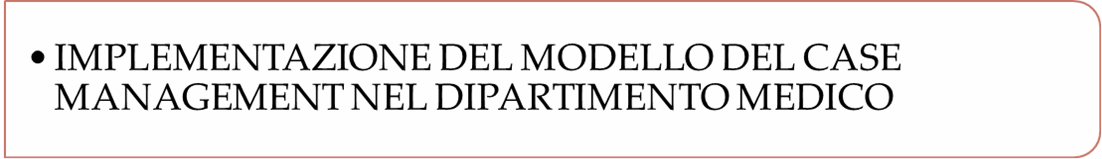 • IMPLEMENTAZIONE DEL MODELLO DEL CASE
MANAGEMENT NEL DIPARTIMENTO MEDICO